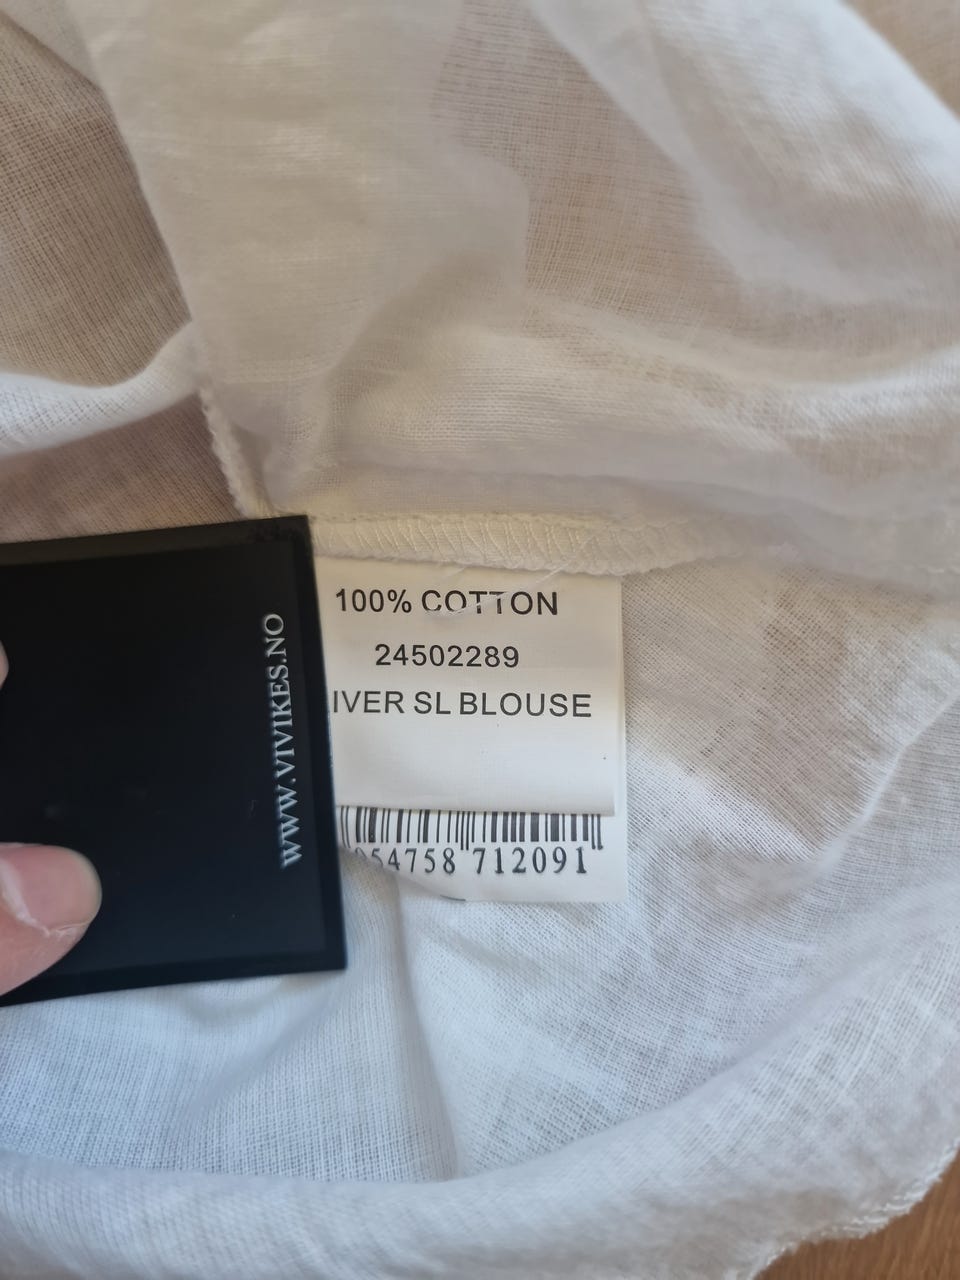 WWW.VIVIKES.NO
100% COTTON
24502289
IVER SL BLOUSE
054758 712091